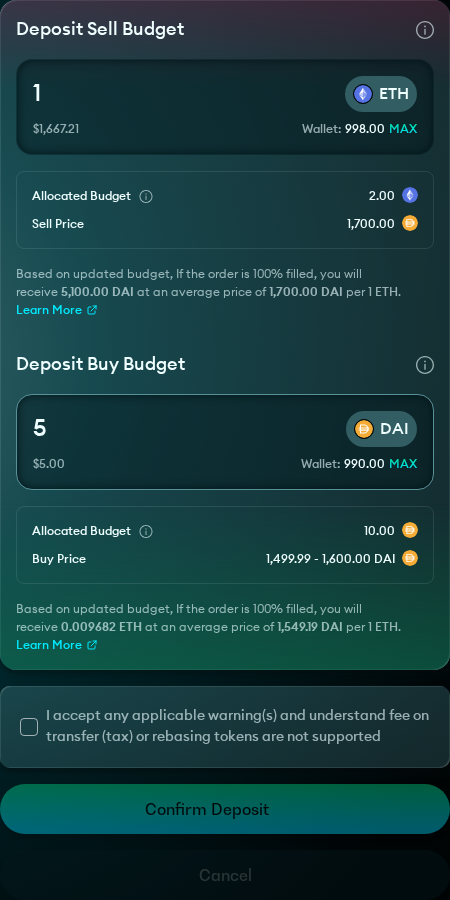 Deposit Sell Budget
1 ETH
$1,667.21 Wallet: 998.00 MAX
Allocated Budget 2.00
Sell Price 1,700.00
Based on updated budget, If the order is 100% filled, you will
receive 5,100.00 DAI at an average price of 1,700.00 DAI per 1 ETH.
Learn More
Deposit Buy Budget
5 DAI
$5.00 Wallet: 990.00 MAX
Allocated Budget 10.00
Buy Price 1,499.99 - 1,600.00 DAI
Based on updated budget, If the order is 100% filled, you will
receive 0.009682 ETH at an average price of 1,549.19 DAI per 1 ETH.
Learn More
I accept any applicable warning(s) and understand fee on
transfer (tax) or rebasing tokens are not supported
Confirm Deposit
Cancel